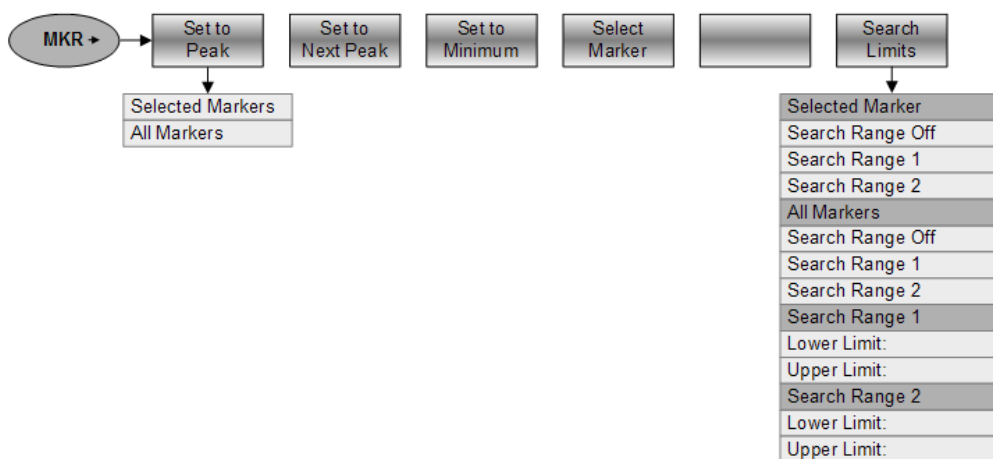 MKR →
Set to
Peak
Set to
Next Peak
Set to
Minimum
Select
Marker
Search
Limits
Selected Markers
All Markers
Selected Marker
Search Range Off
Search Range 1
Search Range 2
All Markers
Search Range Off
Search Range 1
Search Range 2
Search Range 1
Lower Limit:
Upper Limit:
Search Range 2
Lower Limit:
Upper Limit: